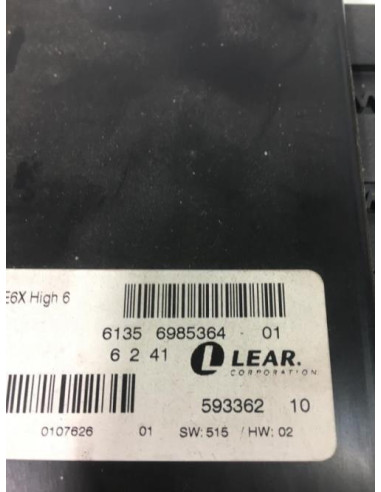 E6X High 6
6135 6985364 - 01
6 2 41
LEAR.
CORPORATION
593362 10
0107626 01 SW: 515 / HW: 02